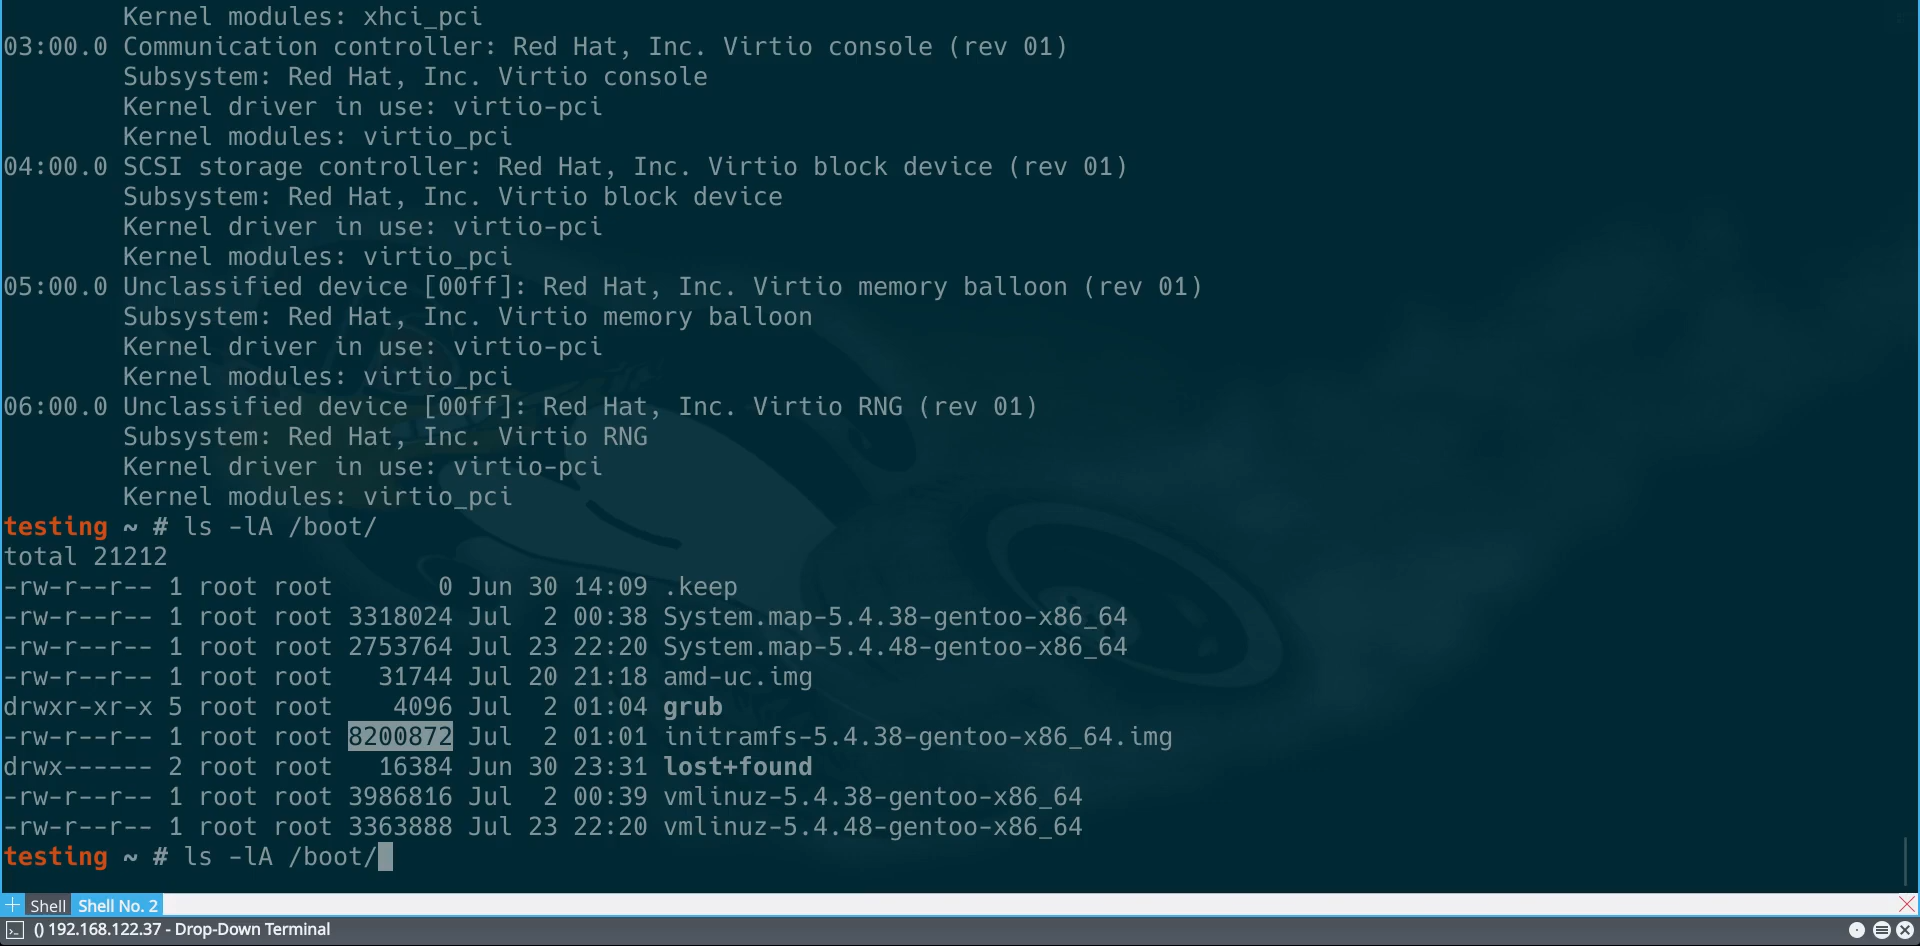 Kernel modules: xhci_pci
03:00.0 Communication controller: Red Hat, Inc. Virtio console (rev 01)
        Subsystem: Red Hat, Inc. Virtio console
        Kernel driver in use: virtio-pci
        Kernel modules: virtio_pci
04:00.0 SCSI storage controller: Red Hat, Inc. Virtio block device (rev 01)
        Subsystem: Red Hat, Inc. Virtio block device
        Kernel driver in use: virtio-pci
        Kernel modules: virtio_pci
05:00.0 Unclassified device [00ff]: Red Hat, Inc. Virtio memory balloon (rev 01)
        Subsystem: Red Hat, Inc. Virtio memory balloon
        Kernel driver in use: virtio-pci
        Kernel modules: virtio_pci
06:00.0 Unclassified device [00ff]: Red Hat, Inc. Virtio RNG (rev 01)
        Subsystem: Red Hat, Inc. Virtio RNG
        Kernel driver in use: virtio-pci
        Kernel modules: virtio_pci
testing ~ # ls -lA /boot/
total 21212
-rw-r--r-- 1 root root       0 Jun 30 14:09 .keep
-rw-r--r-- 1 root root 3318024 Jul  2 00:38 System.map-5.4.38-gentoo-x86_64
-rw-r--r-- 1 root root 2753764 Jul 23 22:20 System.map-5.4.48-gentoo-x86_64
-rw-r--r-- 1 root root   31744 Jul 20 21:18 amd-uc.img
drwxr-xr-x 5 root root    4096 Jul  2 01:04 grub
-rw-r--r-- 1 root root 8200872 Jul  2 01:01 initramfs-5.4.38-gentoo-x86_64.img
drwx------ 2 root root   16384 Jun 30 23:31 lost+found
-rw-r--r-- 1 root root 3986816 Jul  2 00:39 vmlinuz-5.4.38-gentoo-x86_64
-rw-r--r-- 1 root root 3363888 Jul 23 22:20 vmlinuz-5.4.48-gentoo-x86_64
testing ~ # ls -lA /boot/
Shell Shell No. 2
() 192.168.122.37 - Drop-Down Terminal